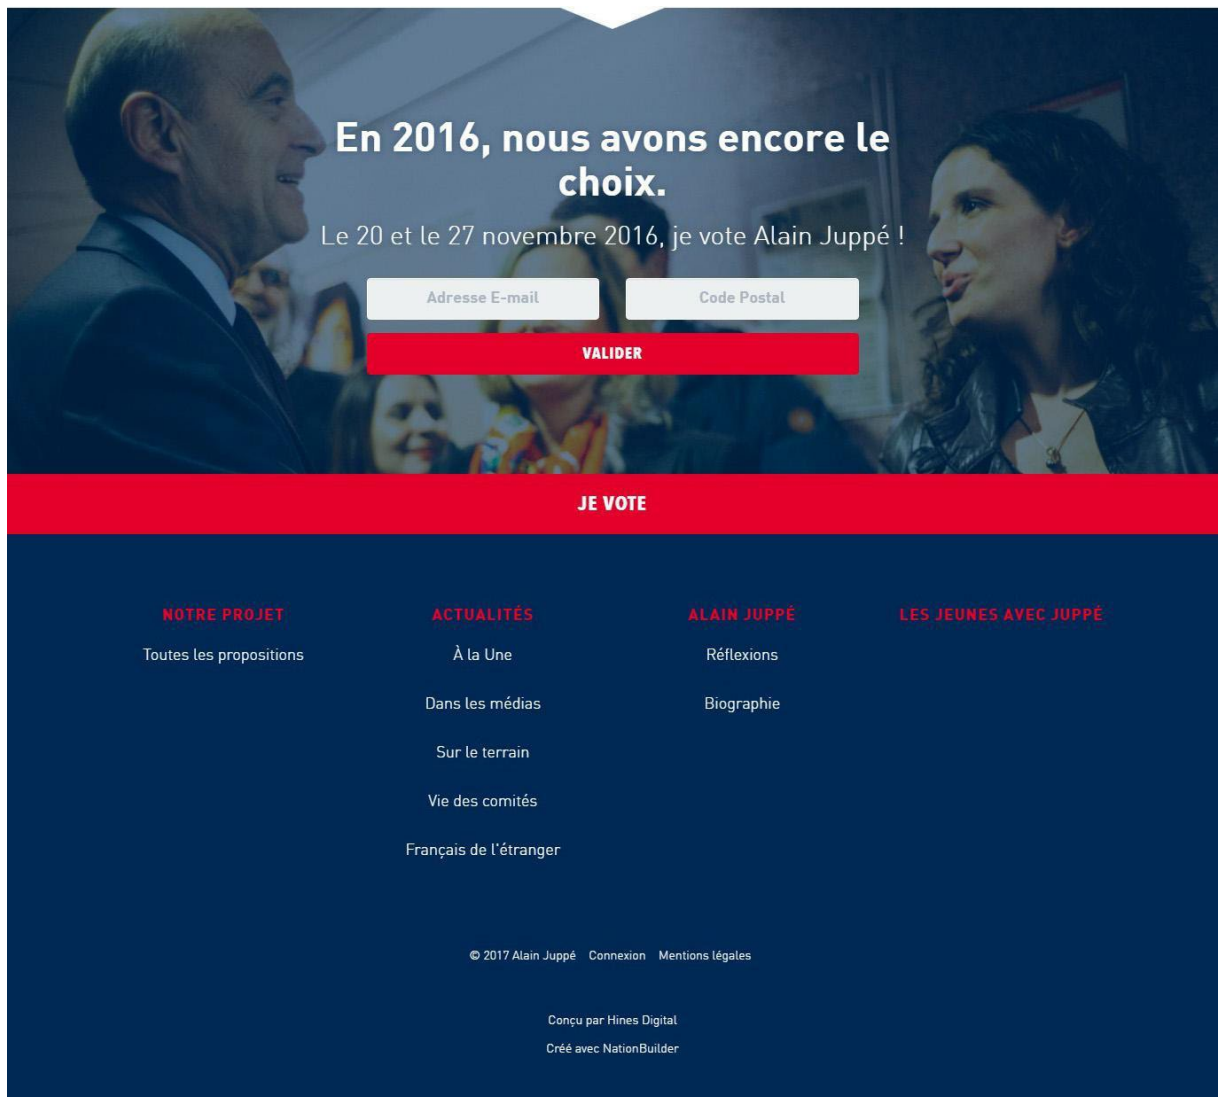 En 2016, nous avons encore le
choix.
Le 20 et le 27 novembre 2016, je vote Alain Juppé !
Adresse E-mail
Code Postal
VALIDER
JE VOTE
NOTRE PROJET
Toutes les propositions
ACTUALITÉS
À la Une
Dans les médias
Sur le terrain
Vie des comités
Français de l'étranger
ALAIN JUPPÉ
Réflexions
Biographie
LES JEUNES AVEC JUPPÉ
© 2017 Alain Juppé Connexion Mentions légales
Conçu par Hines Digital
Créé avec NationBuilder